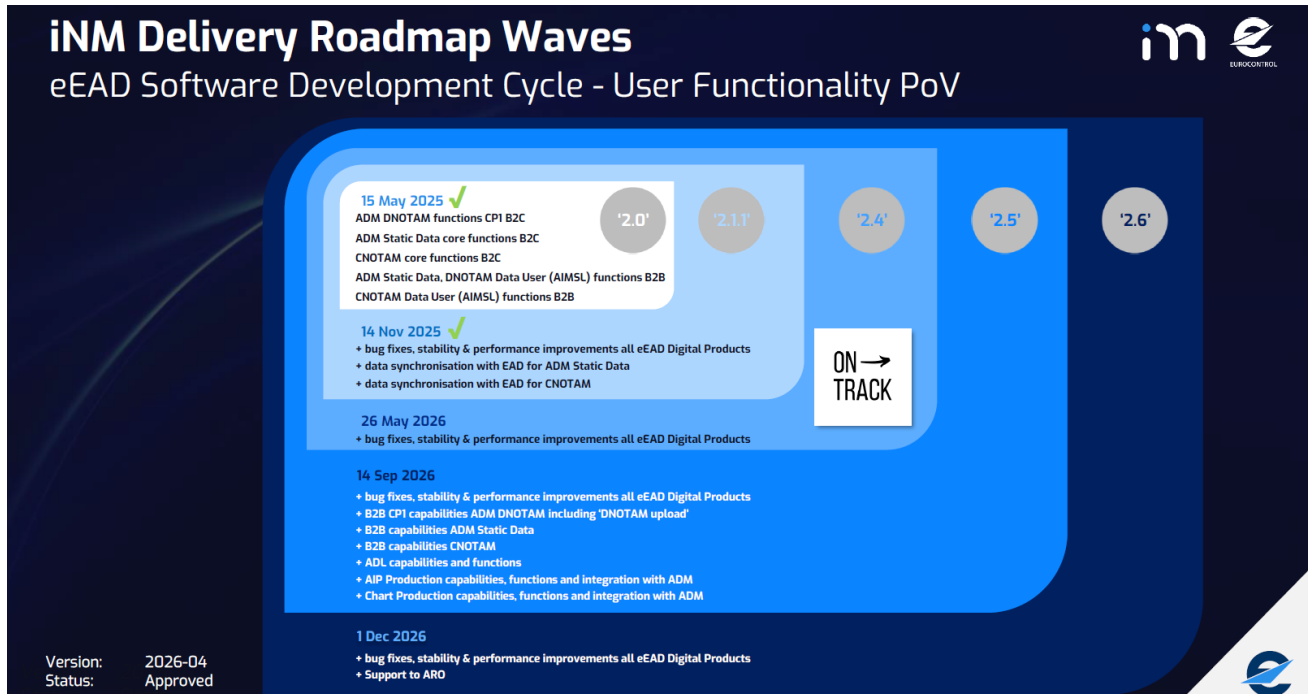 iNM Delivery Roadmap Waves
eEAD Software Development Cycle - User Functionality PoV
im
EUROCONTROL
15 May 2025
ADM DNOTAM functions CP1 B2C
ADM Static Data core functions B2C
CNOTAM core functions B2C
ADM Static Data, DNOTAM Data User (AIMSL) functions B2B
CNOTAM Data User (AIMSL) functions B2B
'2.0'
'2.1.1'
'2.4'
'2.5'
'2.6'
14 Nov 2025
+ bug fixes, stability & performance improvements all eEAD Digital Products
+ data synchronisation with EAD for ADM Static Data
+ data synchronisation with EAD for CNOTAM
ON →
TRACK
26 May 2026
+ bug fixes, stability & performance improvements all eEAD Digital Products
14 Sep 2026
+ bug fixes, stability & performance improvements all eEAD Digital Products
+ B2B CP1 capabilities ADM DNOTAM including 'DNOTAM upload'
+ B2B capabilities ADM Static Data
+ B2B capabilities CNOTAM
+ ADL capabilities and functions
+ AIP Production capabilities, functions and integration with ADM
+ Chart Production capabilities, functions and integration with ADM
1 Dec 2026
+ bug fixes, stability & performance improvements all eEAD Digital Products
+ Support to ARO
Version: 2026-04
Status: Approved